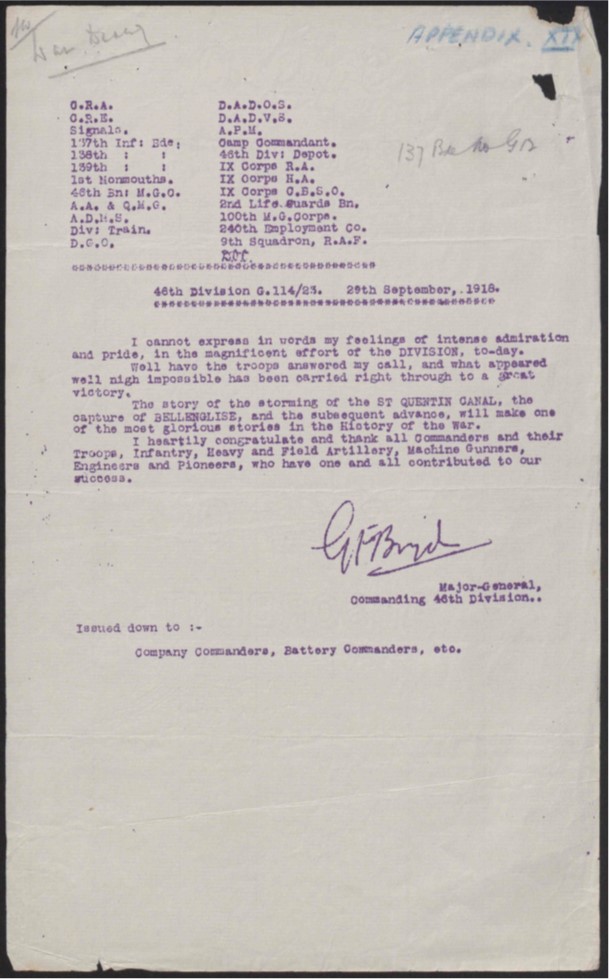 War Diary
APPENDIX. XIX
C.R.A. D.A.D.O.S.
C.R.E. D.A.D.V.S.
Signals. A.P.M.
137th Inf: Bde: Camp Commandant.
138th : : 46th Div: Depot.
139th : : IX Corps R.A.
1st Monmouths. IX Corps H.A.
46th Bn: M.G.C. IX Corps C.B.S.O.
A.A. & Q.M.G. 2nd Life Guards Bn.
A.D.M.S. 100th M.G.Corps.
Div: Train. 240th Employment Co.
D.G.O. 9th Squadron, R.A.F.
137 Bde
46th Division G.114/23. 29th September, 1918.
I cannot express in words my feelings of intense admiration
and pride, in the magnificent effort of the DIVISION, to-day.
Well have the troops answered my call, and what appeared
well nigh impossible has been carried right through to a great
victory.
The story of the storming of the ST QUENTIN CANAL, the
capture of BELLENGLISE, and the subsequent advance, will make one
of the most glorious stories in the History of the War.
I heartily congratulate and thank all Commanders and their
Troops, Infantry, Heavy and Field Artillery, Machine Gunners,
Engineers and Pioneers, who have one and all contributed to our
success.
G F Boyd
Major-General,
Commanding 46th Division..
Issued down to :-
Company Commanders, Battery Commanders, etc.